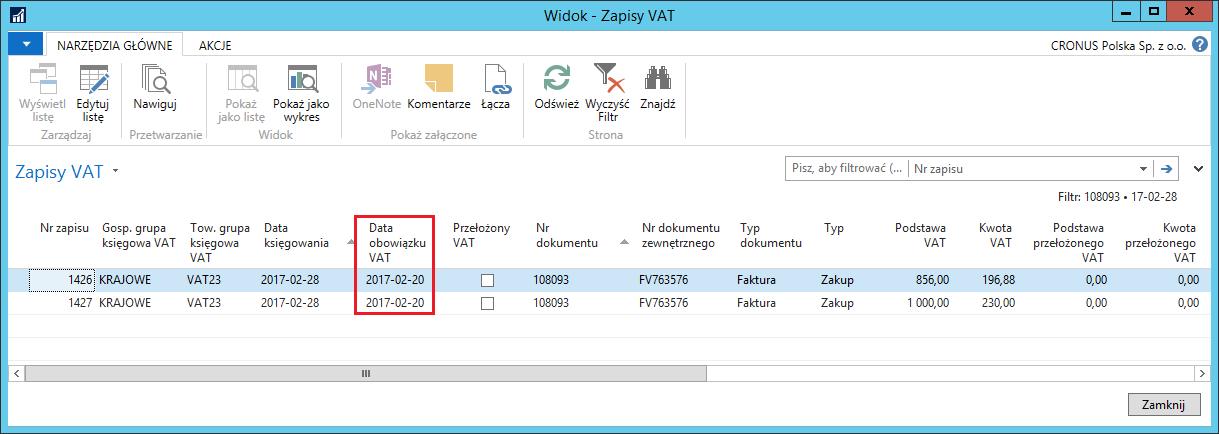 Widok - Zapisy VAT
NARZĘDZIA GŁÓWNE AKCJE CRONUS Polska Sp. z o.o. ?
Wyświetl listę
Edytuj listę
Zarządzaj
Nawiguj
Przetwarzanie
Pokaż jako listę
Pokaż jako wykres
Widok
OneNote
Komentarze
Łącza
Pokaż załączone
Odśwież
Wyczyść Filtr
Znajdź
Strona
Zapisy VAT
Pisz, aby filtrować (... Nr zapisu
Filtr: 108093 • 17-02-28
Nr zapisu Gosp. grupa księgowa VAT Tow. grupa księgowa VAT Data księgowania Data obowiązku VAT Przełożony VAT Nr dokumentu Nr dokumentu zewnętrznego Typ dokumentu Typ Podstawa VAT Kwota VAT Podstawa przełożonego VAT Kwota przełożonego VAT
1426 KRAJOWE VAT23 2017-02-28 2017-02-20 108093 FV763576 Faktura Zakup 856,00 196,88 0,00 0,00
1427 KRAJOWE VAT23 2017-02-28 2017-02-20 108093 FV763576 Faktura Zakup 1 000,00 230,00 0,00 0,00
Zamknij